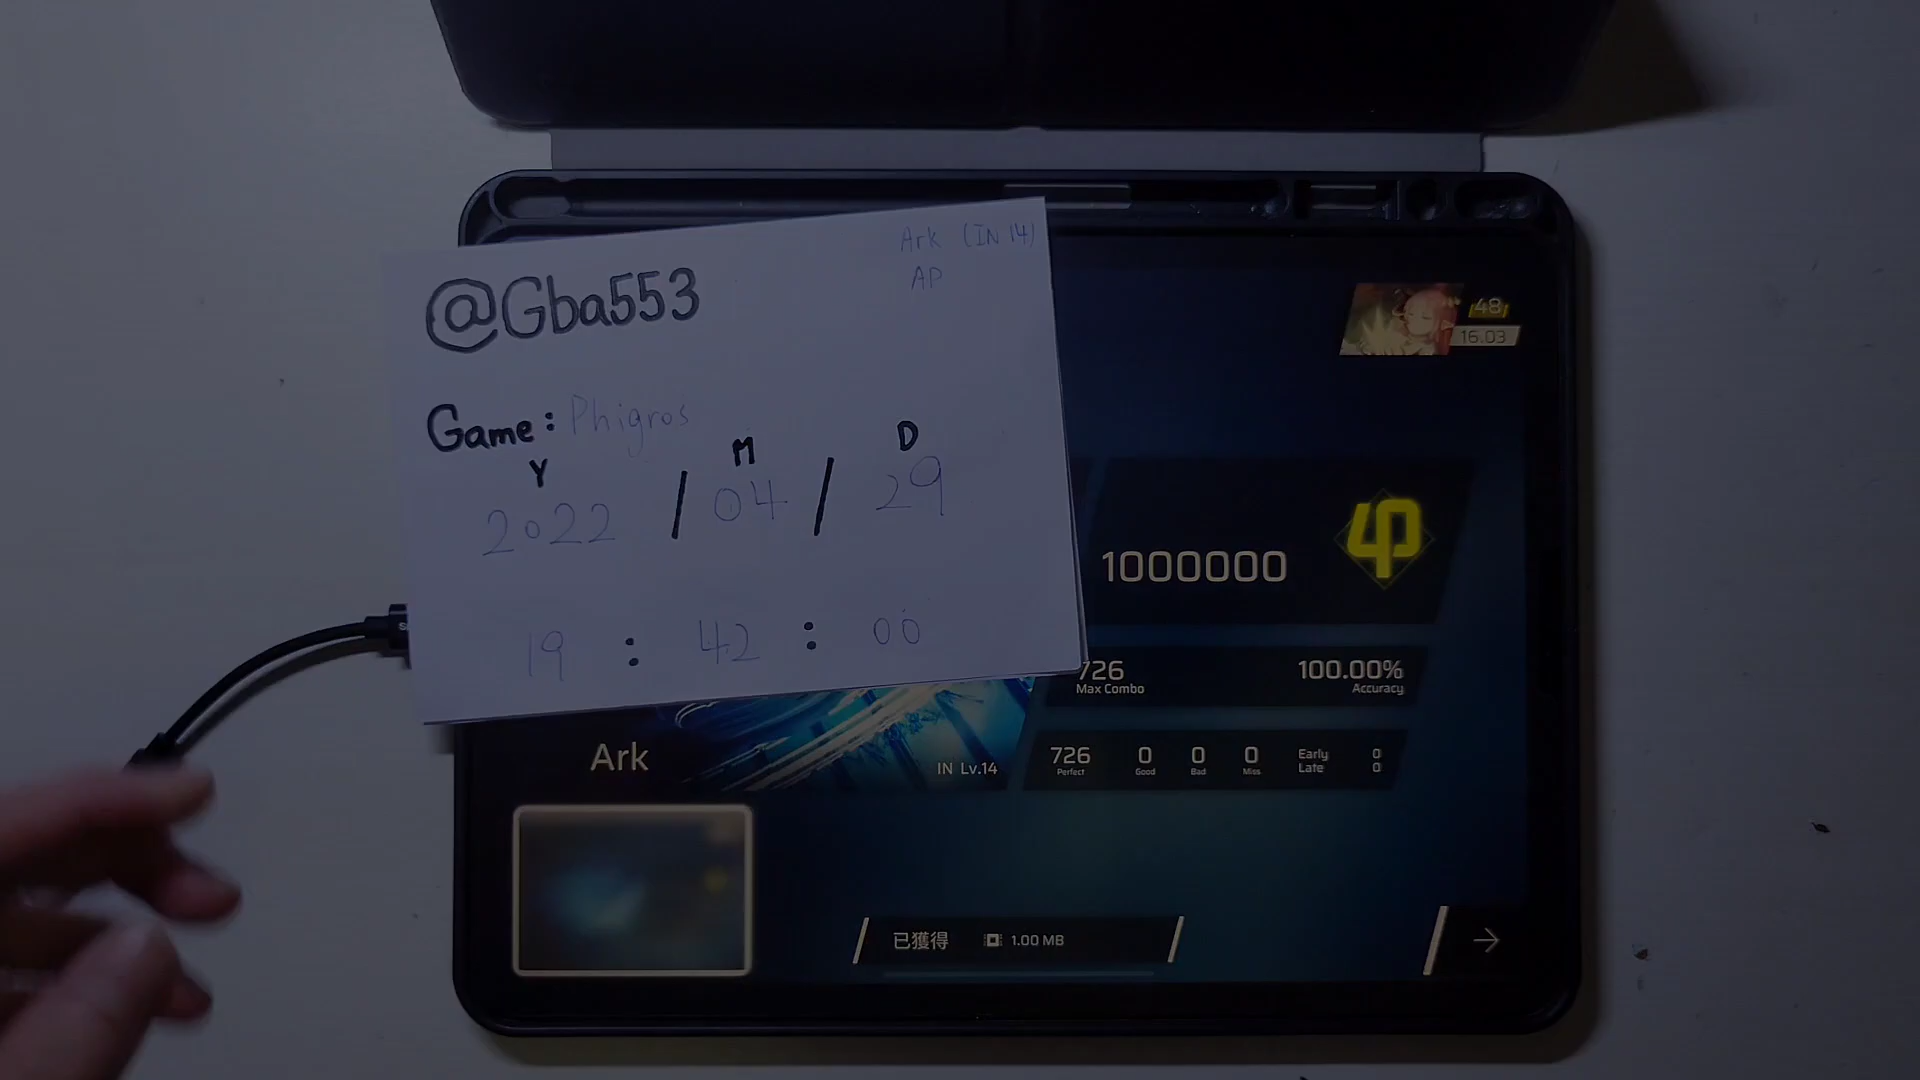 Ark (IN 14)
AP
@Gba553
Game: Phigros
Y M D
2022 / 04 / 29
19 : 42 : 00
48
16.03
1000000
726
Max Combo
100.00%
Accuracy
Ark
IN Lv.14
726
Perfect
0
Good
0
Bad
0
Miss
Early 0
Late 0
已獲得 1.00 MB